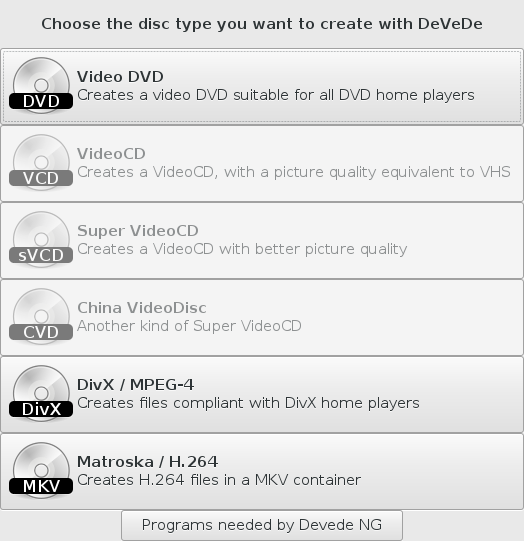 Choose the disc type you want to create with DeVeDe
DVD
Video DVD
Creates a video DVD suitable for all DVD home players
VCD
VideoCD
Creates a VideoCD, with a picture quality equivalent to VHS
sVCD
Super VideoCD
Creates a VideoCD with better picture quality
CVD
China VideoDisc
Another kind of Super VideoCD
DivX
DivX / MPEG-4
Creates files compliant with DivX home players
MKV
Matroska / H.264
Creates H.264 files in a MKV container
Programs needed by Devede NG